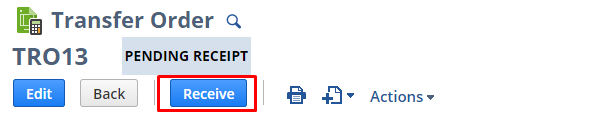 Transfer Order
TRO13 PENDING RECEIPT
Edit Back Receive Actions